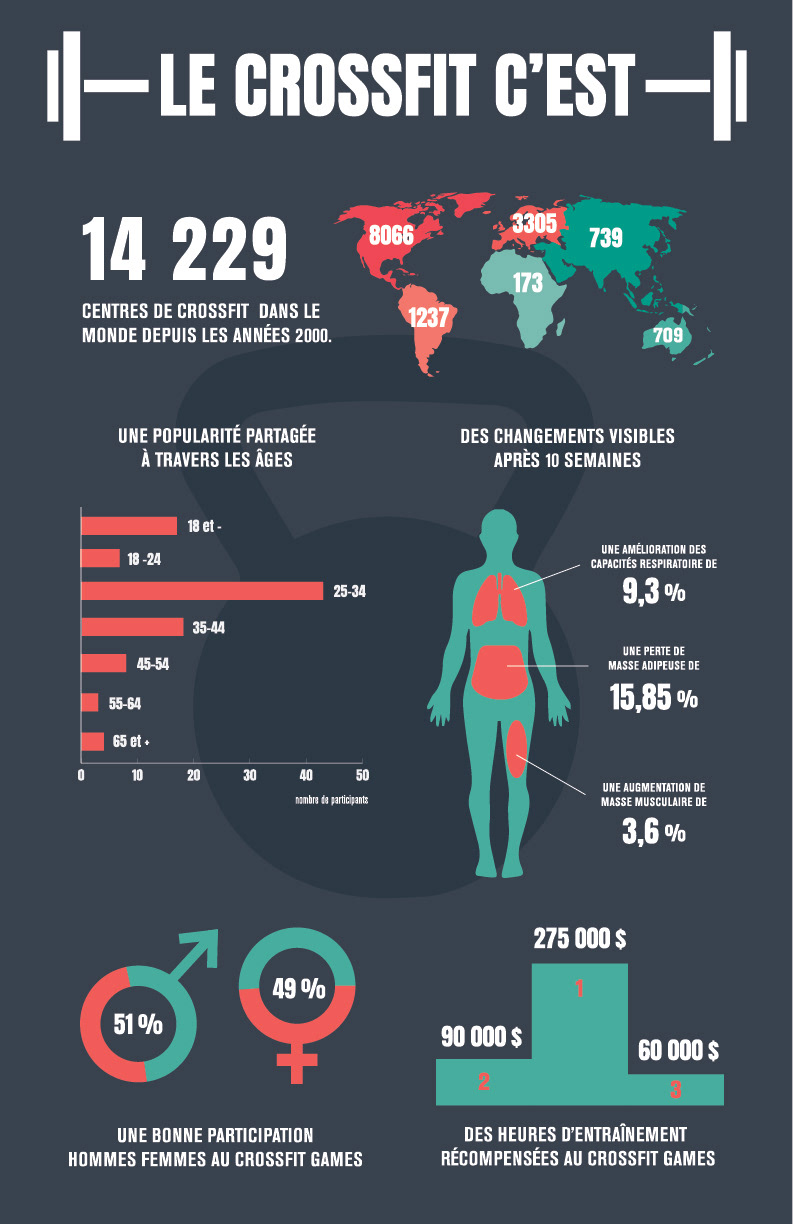 LE CROSSFIT C’EST
14 229
CENTRES DE CROSSFIT DANS LE
MONDE DEPUIS LES ANNÉES 2000.
8066
3305
739
173
1237
709
UNE POPULARITÉ PARTAGÉE
À TRAVERS LES ÂGES
18 et -
18 -24
25-34
35-44
45-54
55-64
65 et +
0 10 20 30 40 50
nombre de participants
DES CHANGEMENTS VISIBLES
APRÈS 10 SEMAINES
UNE AMÉLIORATION DES
CAPACITÉS RESPIRATOIRE DE
9,3 %
UNE PERTE DE
MASSE ADIPEUSE DE
15,85 %
UNE AUGMENTATION DE
MASSE MUSCULAIRE DE
3,6 %
51 %
49 %
UNE BONNE PARTICIPATION
HOMMES FEMMES AU CROSSFIT GAMES
275 000 $
1
90 000 $
2
60 000 $
3
DES HEURES D’ENTRAÎNEMENT
RÉCOMPENSÉES AU CROSSFIT GAMES